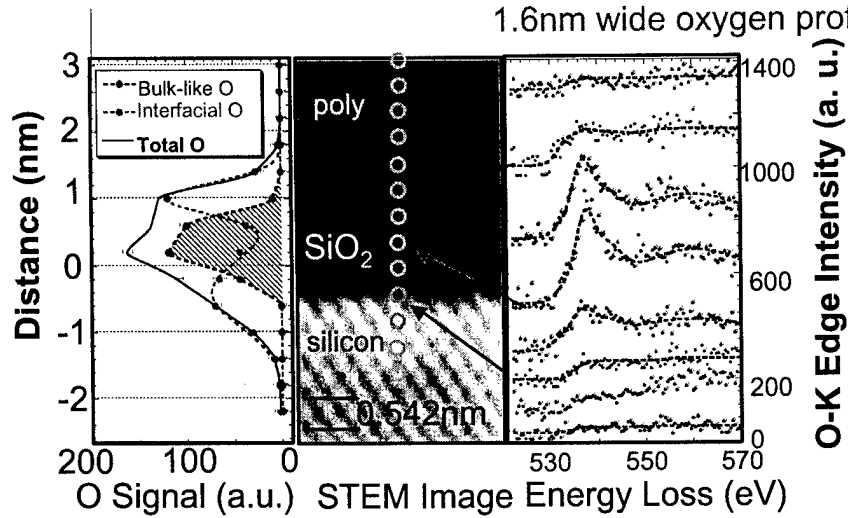 1.6nm wide oxygen prof
Distance (nm)
3
2
1
0
-1
-2
Bulk-like O
Interfacial O
Total O
200
100
0
O Signal (a.u.)
poly
SiO₂
silicon
0.542nm
STEM Image
1400
1000
600
200
0
O-K Edge Intensity (a. u.)
530
550
570
Energy Loss (eV)